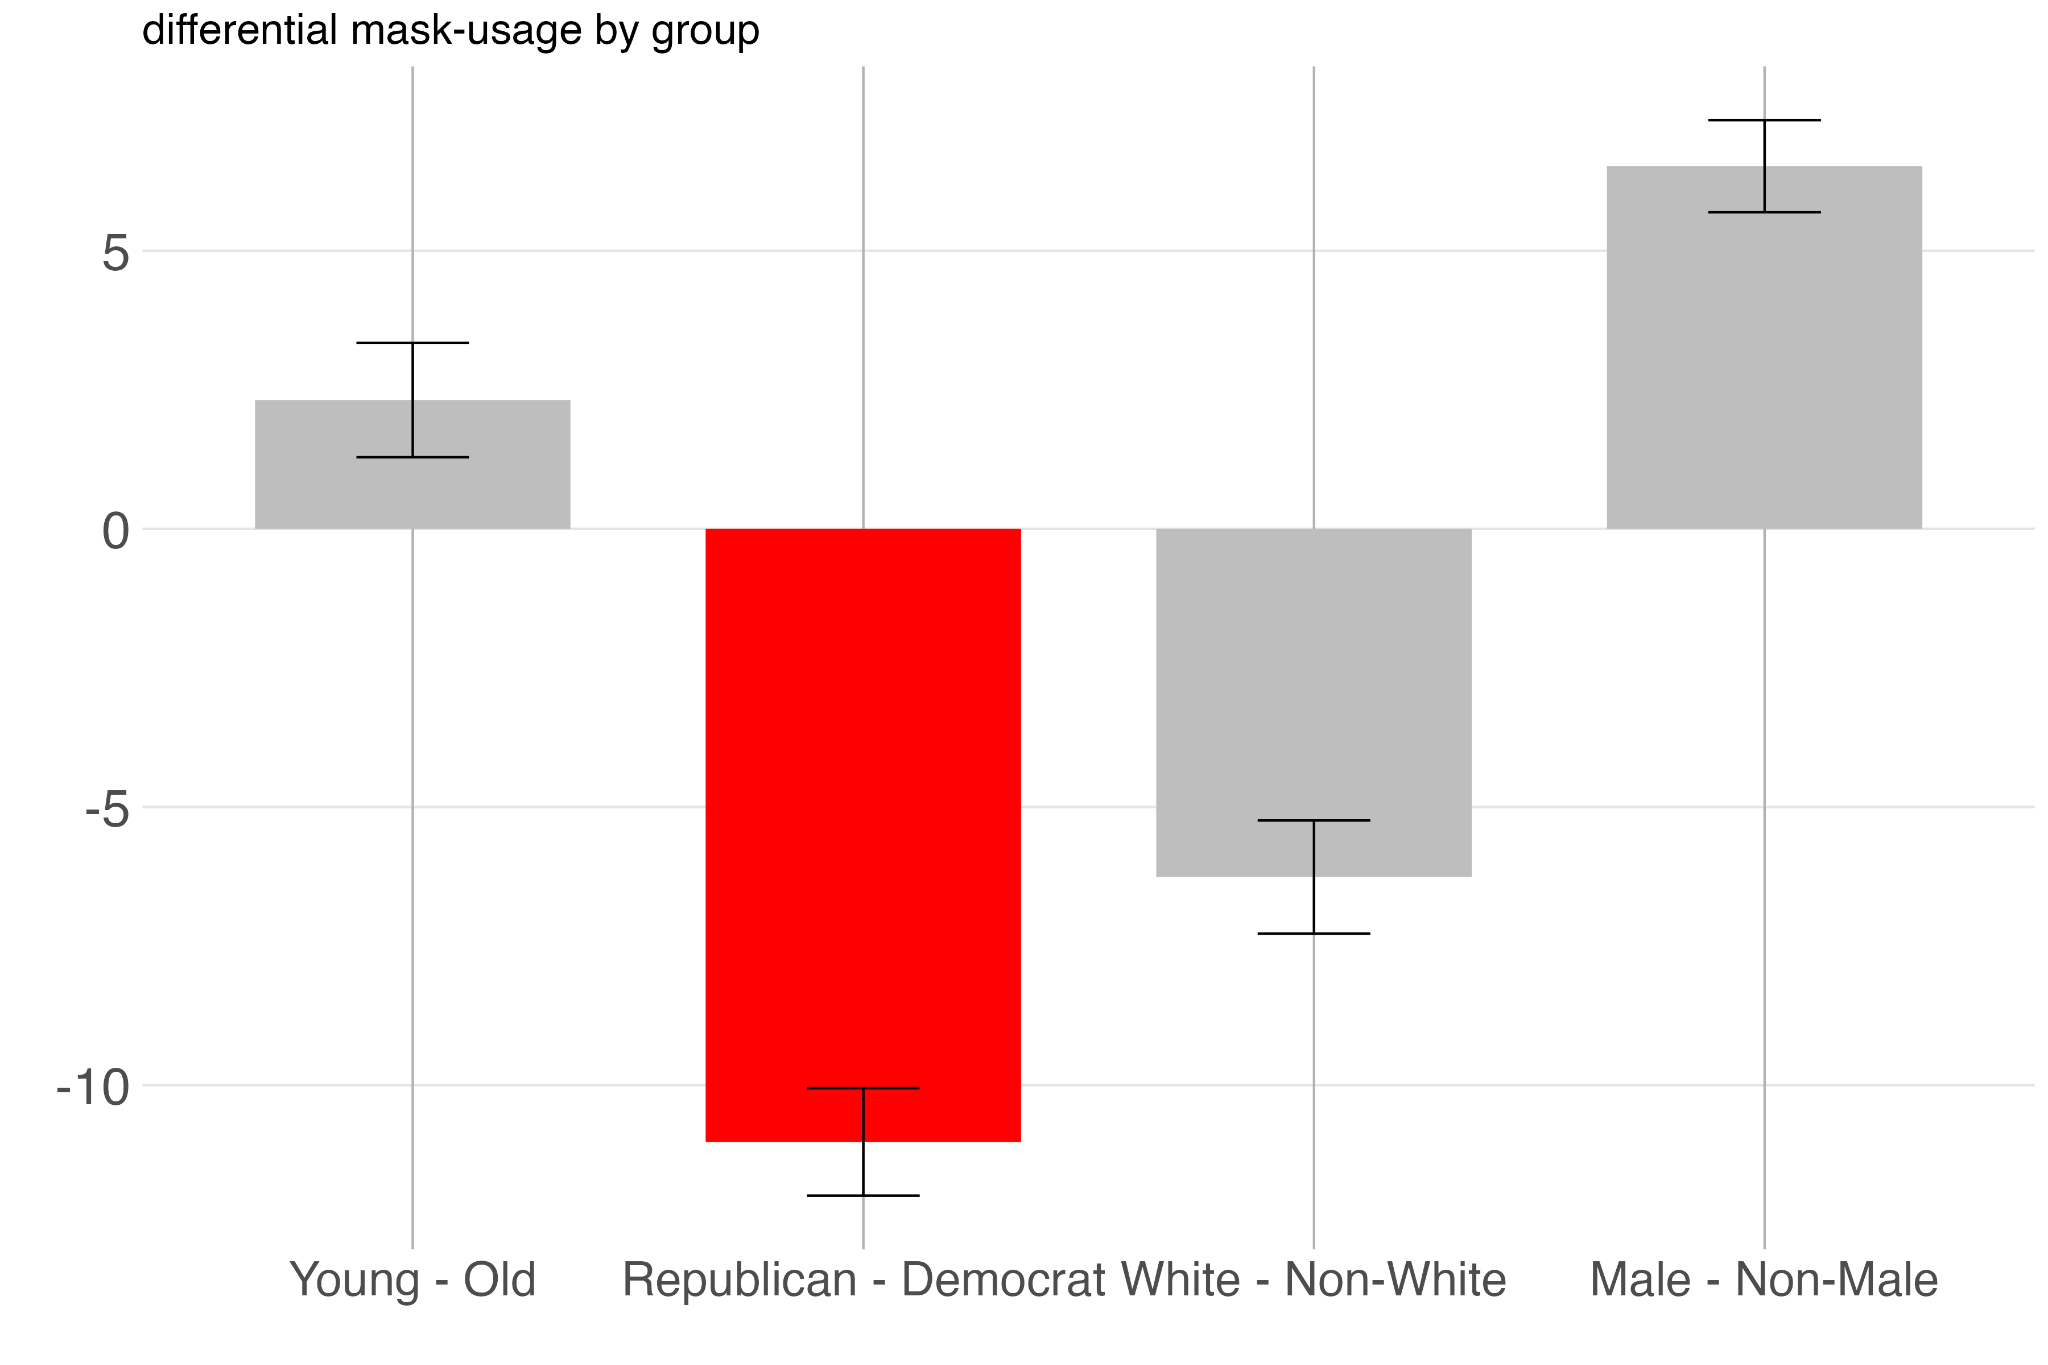 differential mask-usage by group
5
0
-5
-10
Young - Old
Republican - Democrat
White - Non-White
Male - Non-Male